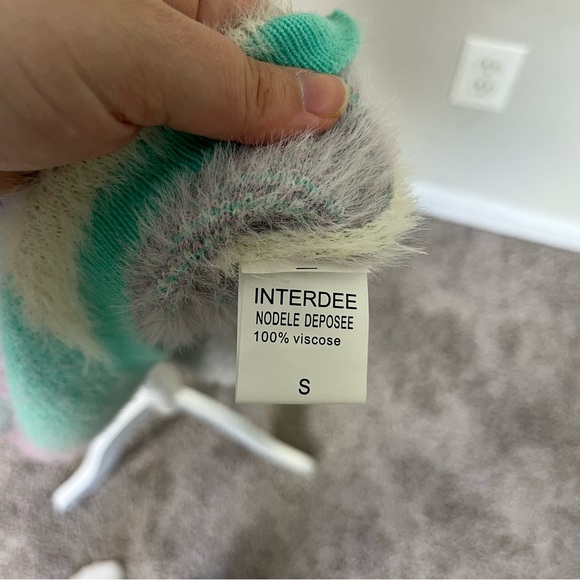 INTERDEE
NODELE DEPOSEE
100% viscose
S